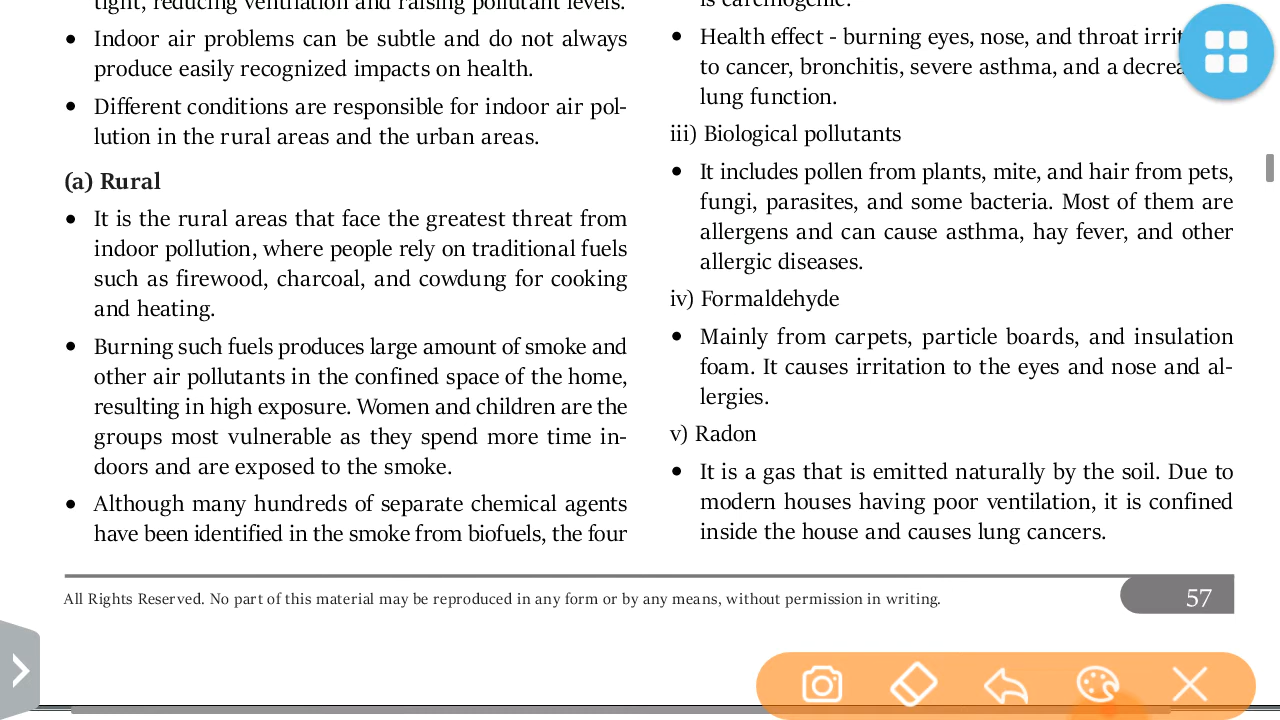 tight, reducing ventilation and raising pollutant levels.
• Indoor air problems can be subtle and do not always
produce easily recognized impacts on health.
• Different conditions are responsible for indoor air pol-
lution in the rural areas and the urban areas.
(a) Rural
• It is the rural areas that face the greatest threat from
indoor pollution, where people rely on traditional fuels
such as firewood, charcoal, and cowdung for cooking
and heating.
• Burning such fuels produces large amount of smoke and
other air pollutants in the confined space of the home,
resulting in high exposure. Women and children are the
groups most vulnerable as they spend more time in-
doors and are exposed to the smoke.
• Although many hundreds of separate chemical agents
have been identified in the smoke from biofuels, the four
is carcinogenic.
• Health effect - burning eyes, nose, and throat
to cancer, bronchitis, severe asthma, and a
lung function.
iii) Biological pollutants
• It includes pollen from plants, mite, and hair from pets,
fungi, parasites, and some bacteria. Most of them are
allergens and can cause asthma, hay fever, and other
allergic diseases.
iv) Formaldehyde
• Mainly from carpets, particle boards, and insulation
foam. It causes irritation to the eyes and nose and al-
lergies.
v) Radon
• It is a gas that is emitted naturally by the soil. Due to
modern houses having poor ventilation, it is confined
inside the house and causes lung cancers.
All Rights Reserved. No part of this material may be reproduced in any form or by any means, without permission in writing.
57